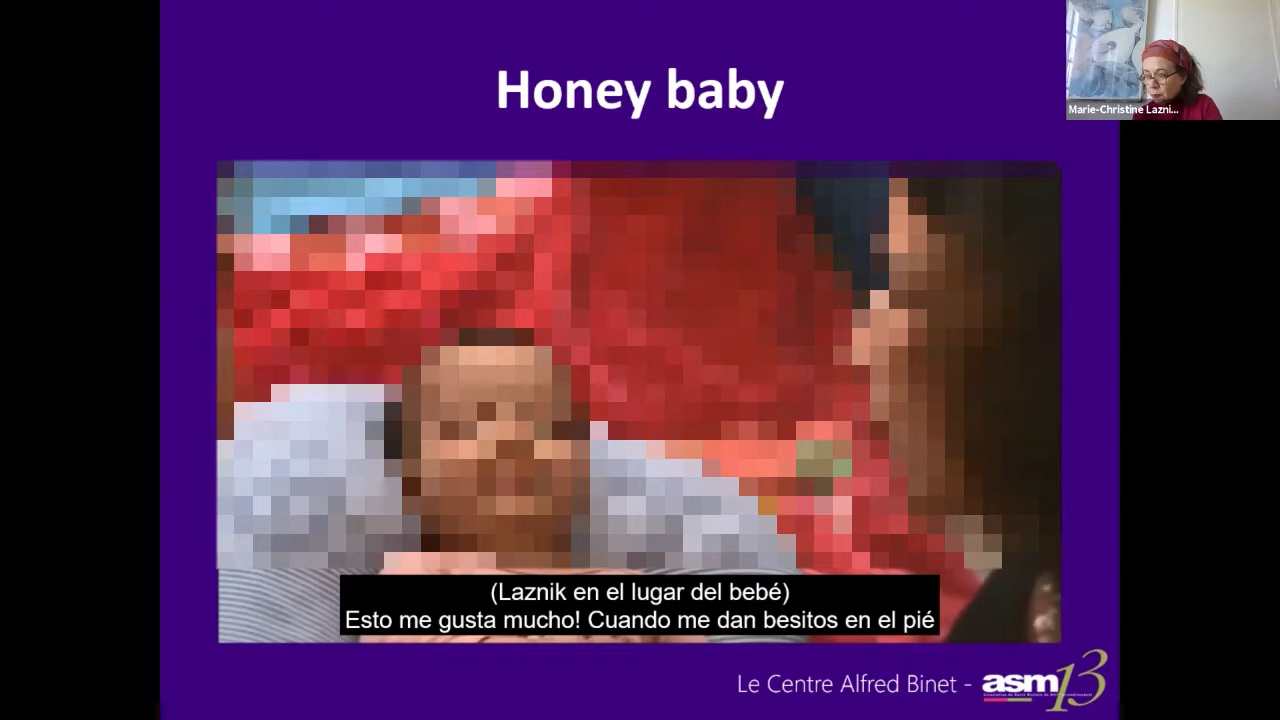 Honey baby
Marie-Christine Lazni...
(Laznik en el lugar del bebé)
Esto me gusta mucho! Cuando me dan besitos en el pié
Le Centre Alfred Binet -
asm13